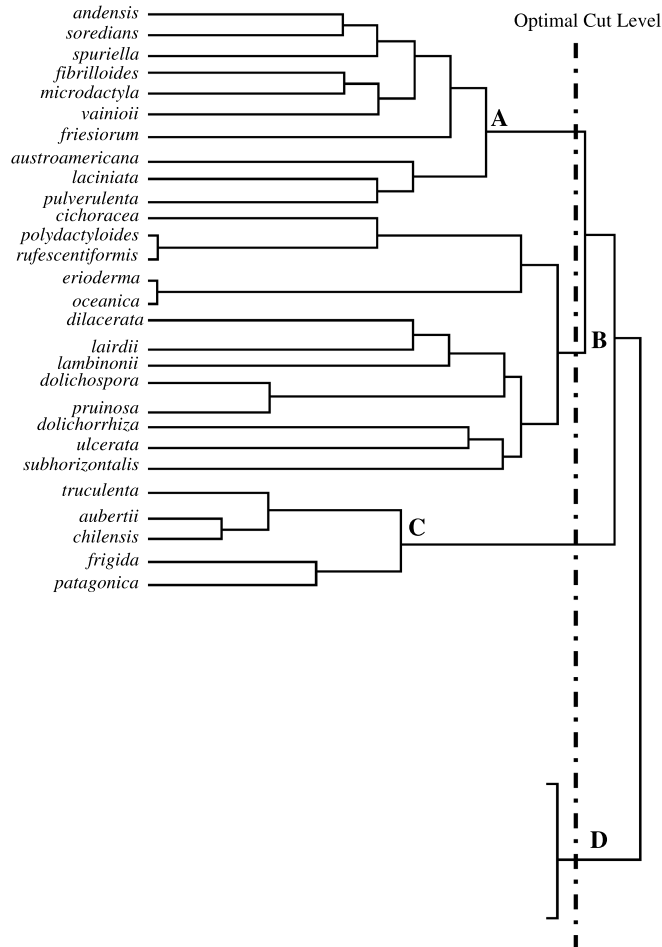 Optimal Cut Level
andensis
soredians
spuriella
fibrilloides
microdactyla
vainioii
friesiorum
A
austroamericana
laciniata
pulverulenta
cichoracea
polydactyloides
rufescentiformis
erioderma
oceanica
dilacerata
B
lairdii
lambinonii
dolichospora
pruinosa
dolichorrhiza
ulcerata
subhorizontalis
truculenta
aubertii
C
chilensis
frigida
patagonica
D